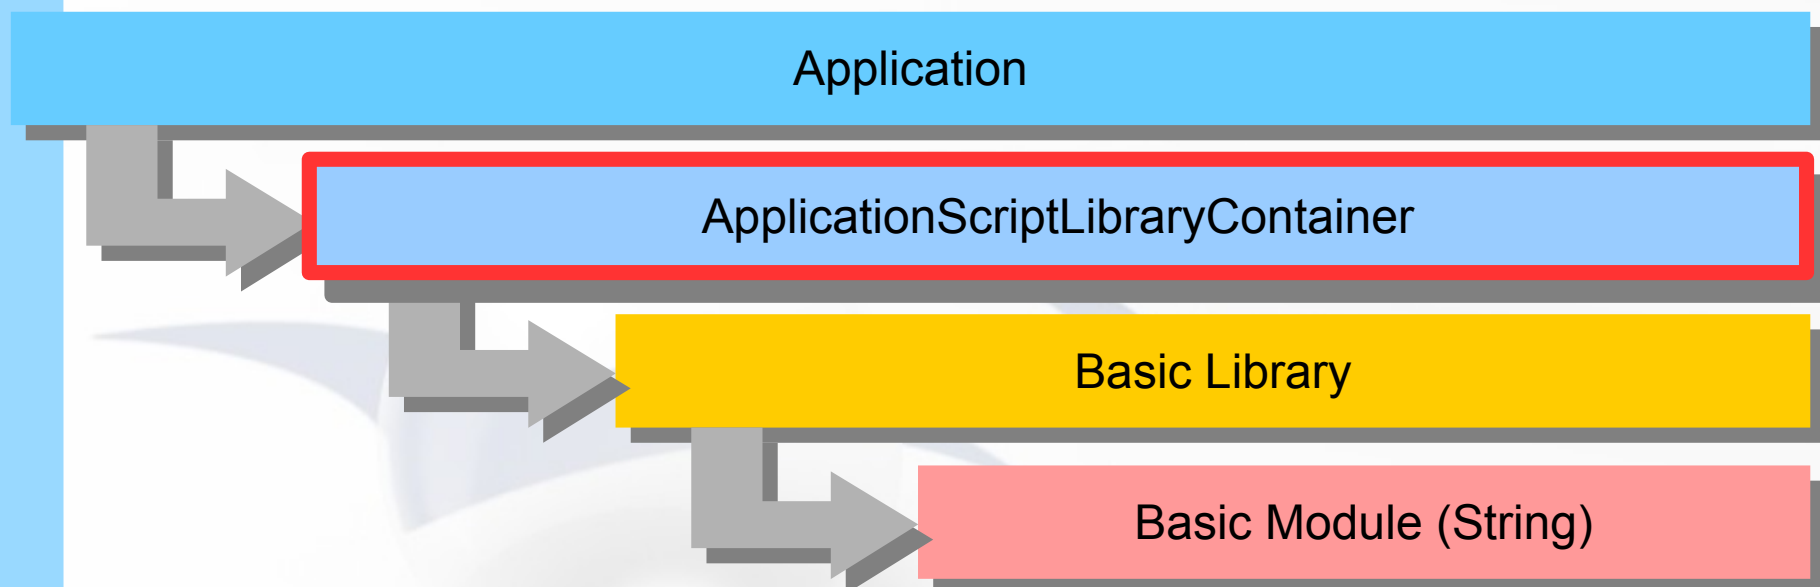 Application
ApplicationScriptLibraryContainer
Basic Library
Basic Module (String)